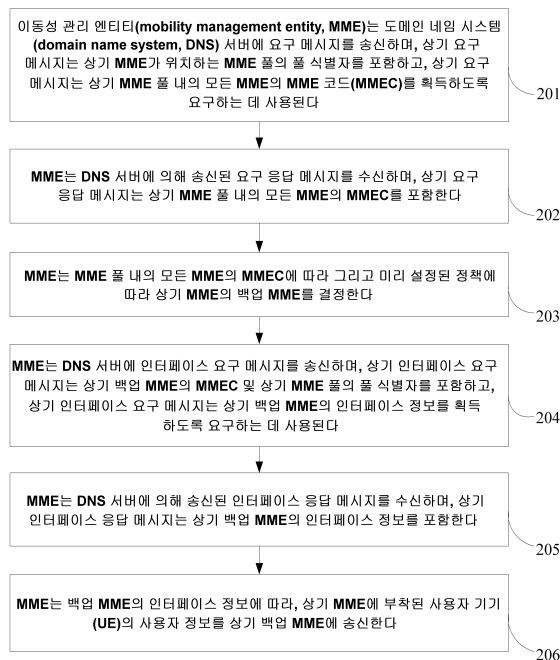 이동성 관리 엔티티(mobility management entity, MME)는 도메인 네임 시스템
(domain name system, DNS) 서버에 요구 메시지를 송신하며, 상기 요구
메시지는 상기 MME가 위치하는 MME 풀의 풀 식별자를 포함하고, 상기 요구
메시지는 상기 MME 풀 내의 모든 MME의 MME 코드(MMEC)를 획득하도록
요구하는 데 사용된다
201
MME는 DNS 서버에 의해 송신된 요구 응답 메시지를 수신하며, 상기 요구
응답 메시지는 상기 MME 풀 내의 모든 MME의 MMEC를 포함한다
202
MME는 MME 풀 내의 모든 MME의 MMEC에 따라 그리고 미리 설정된 정책에
따라 상기 MME의 백업 MME를 결정한다
203
MME는 DNS 서버에 인터페이스 요구 메시지를 송신하며, 상기 인터페이스 요구
메시지는 상기 백업 MME의 MMEC 및 상기 MME 풀의 풀 식별자를 포함하고,
상기 인터페이스 요구 메시지는 상기 백업 MME의 인터페이스 정보를 획득
하도록 요구하는 데 사용된다
204
MME는 DNS 서버에 의해 송신된 인터페이스 응답 메시지를 수신하며, 상기
인터페이스 응답 메시지는 상기 백업 MME의 인터페이스 정보를 포함한다
205
MME는 백업 MME의 인터페이스 정보에 따라, 상기 MME에 부착된 사용자 기기
(UE)의 사용자 정보를 상기 백업 MME에 송신한다
206